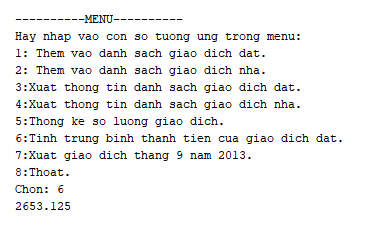 ----------MENU----------
Hay nhap vao con so tuong ung trong menu:
1: Them vao danh sach giao dich dat.
2: Them vao danh sach giao dich nha.
3:Xuat thong tin danh sach giao dich dat.
4:Xuat thong tin danh sach giao dich nha.
5:Thong ke so luong giao dich.
6:Tinh trung binh thanh tien cua giao dich dat.
7:Xuat giao dich thang 9 nam 2013.
8:Thoat.
Chon: 6
2653.125